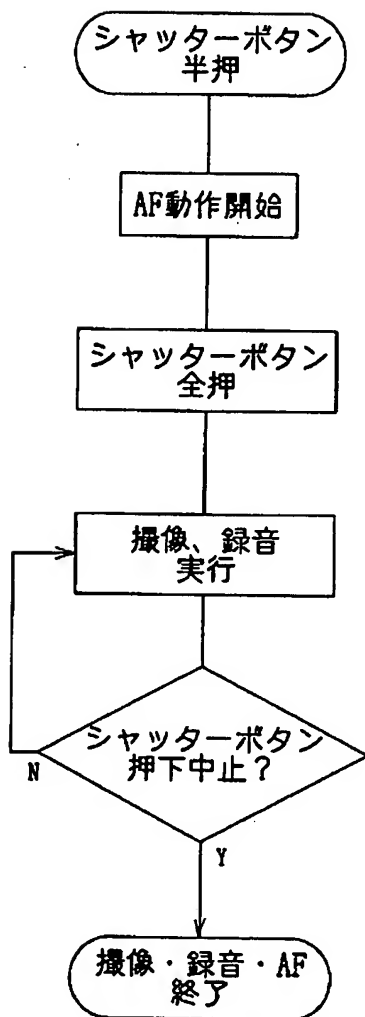 シャッターボタン
半押
AF動作開始
シャッターボタン
全押
撮像、録音
実行
シャッターボタン
押下中止?
N
Y
撮像・録音・AF
終了